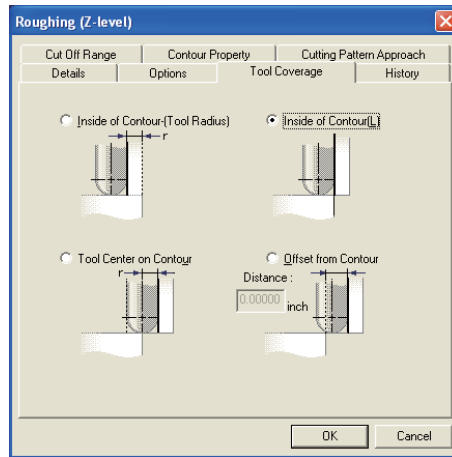 Roughing (Z-level)
Cut Off Range Contour Property Cutting Pattern Approach
Details Options Tool Coverage History
Inside of Contour-(Tool Radius) Inside of Contour(L)
r
Tool Center on Contour Offset from Contour
r Distance :
0.00000 inch
OK Cancel